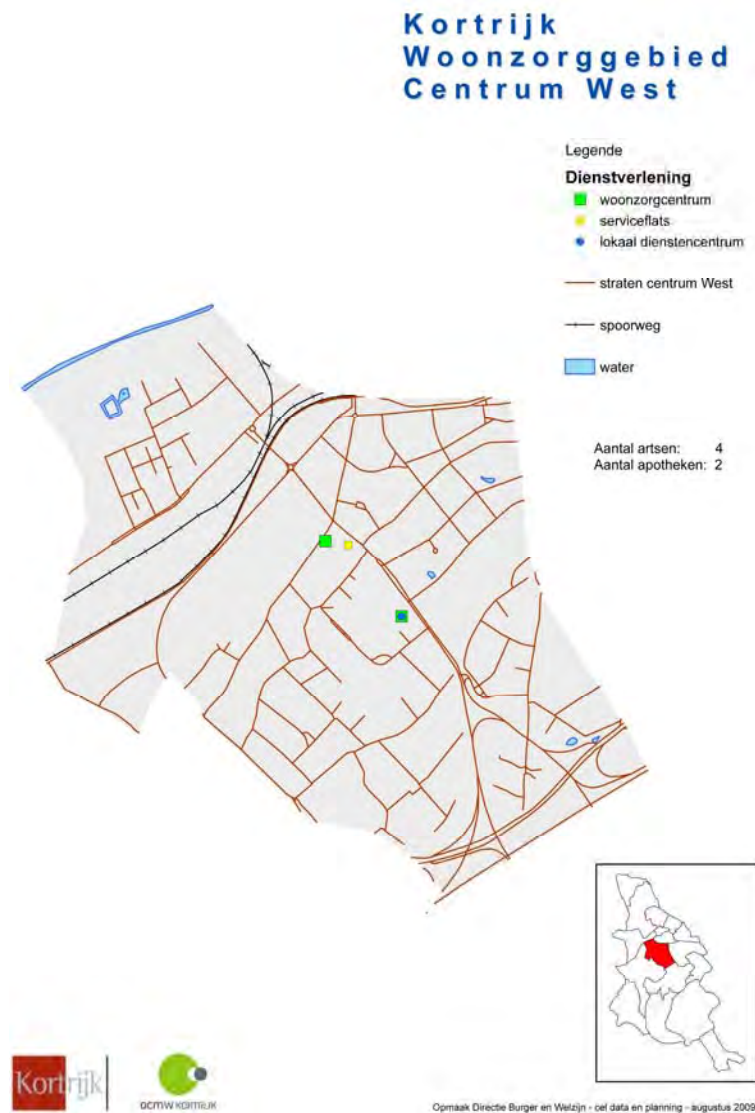 Kortrijk
Woonzorggebied
Centrum West
Legende
Dienstverlening
woonzorgcentrum
serviceflats
lokaal dienstencentrum
straten centrum West
spoorweg
water
Aantal artsen: 4
Aantal apotheken: 2
Kortrijk
OCMW KORTRIJK
Opmaak Directie Burger en Welzijn - cel data en planning - augustus 2009